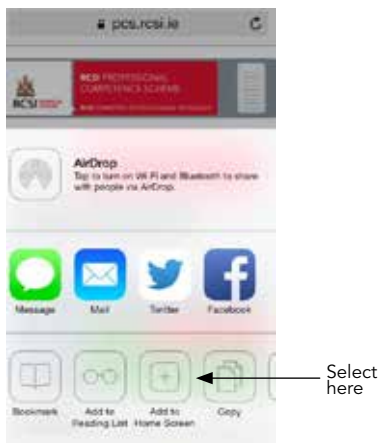 pcs.rcsi.ie
RCSI
RCSI PROFESSIONAL
COMPETENCE SCHEME
AirDrop
Tap to turn on Wi-Fi and Bluetooth to share
with people via AirDrop.
Message Mail Twitter Facebook
Bookmark Add to Reading List Add to Home Screen Copy
Select
here